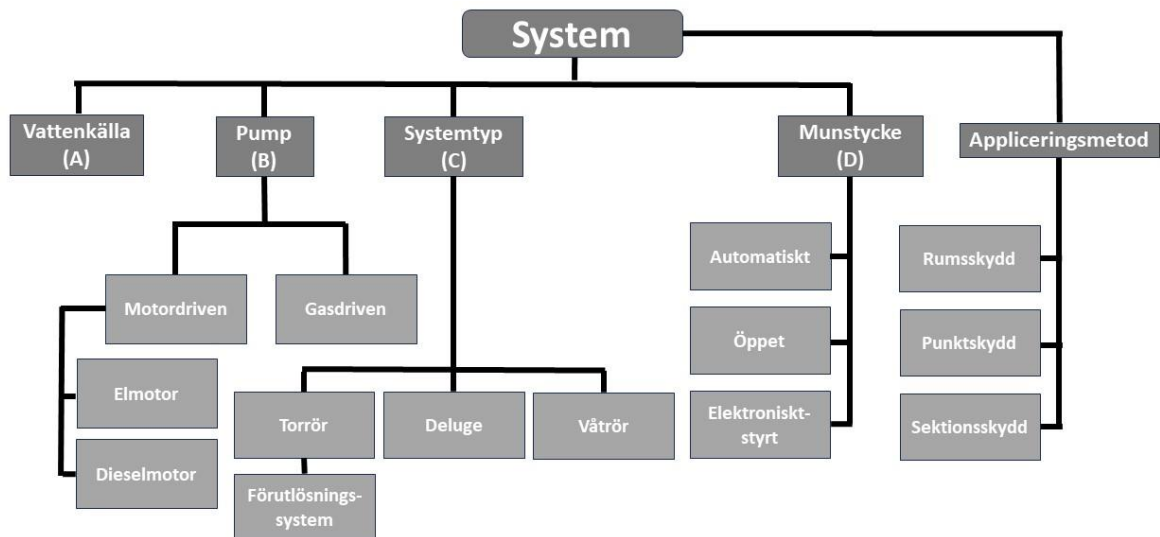 System
Vattenkälla
(A)
Pump
(B)
Systemtyp
(C)
Munstycke
(D)
Appliceringsmetod
Motordriven
Gasdriven
Elmotor
Dieselmotor
Torrör
Deluge
Våtrör
Förutlösnings-
system
Automatiskt
Öppet
Elektroniskt-
styrt
Rumsskydd
Punktskydd
Sektionsskydd